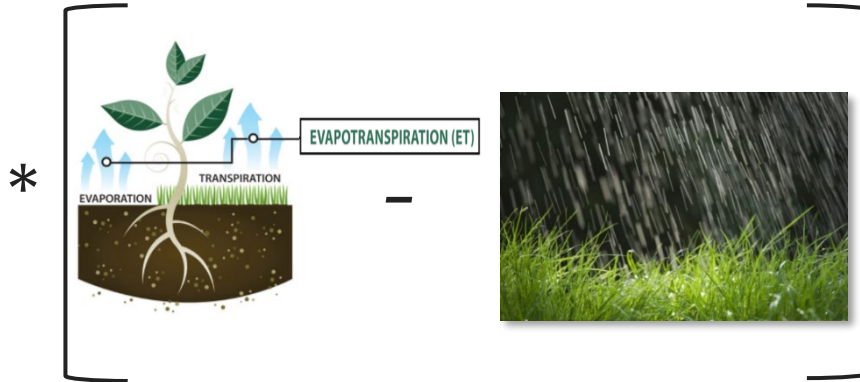 EVAPOTRANSPIRATION (ET)
*
TRANSPIRATION
EVAPORATION
-